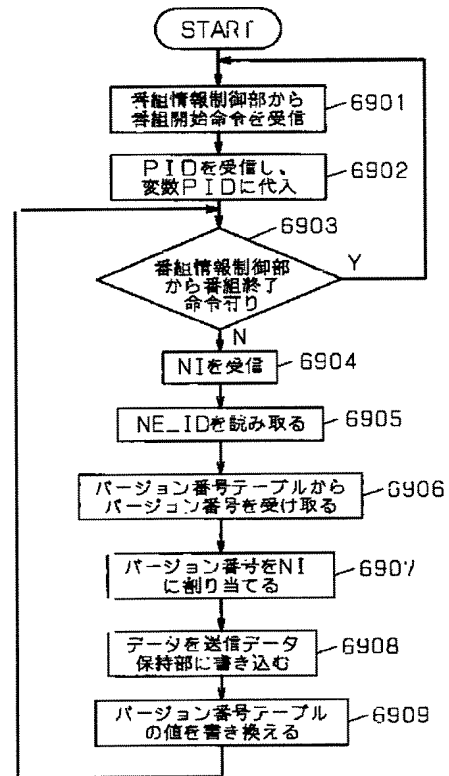 START
番組情報制御部から
番組開始命令を受信
6901
PIDを受信し、
変数PIDに代入
6902
6903
番組情報制御部
から番組終了
命令有り
Y
N
NIを受信
6904
NE_IDを読み取る
6905
バージョン番号テーブルから
バージョン番号を受け取る
6906
バージョン番号をNI
に割り当てる
6907
データを送信データ
保持部に書き込む
6908
バージョン番号テーブル
の値を書き換える
6909